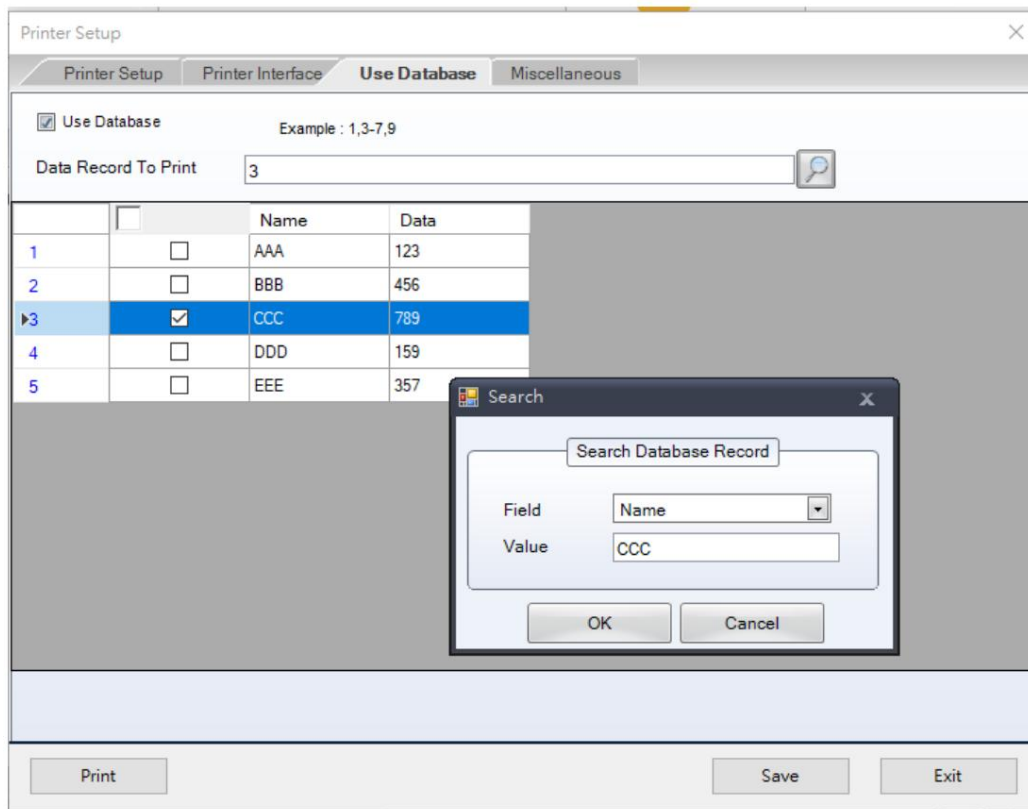 Printer Setup
Printer Setup Printer Interface Use Database Miscellaneous
Use Database Example : 1,3-7,9
Data Record To Print 3
Name Data
1 AAA 123
2 BBB 456
3 CCC 789
4 DDD 159
5 EEE 357
Search x
Search Database Record
Field Name
Value CCC
OK Cancel
Print Save Exit